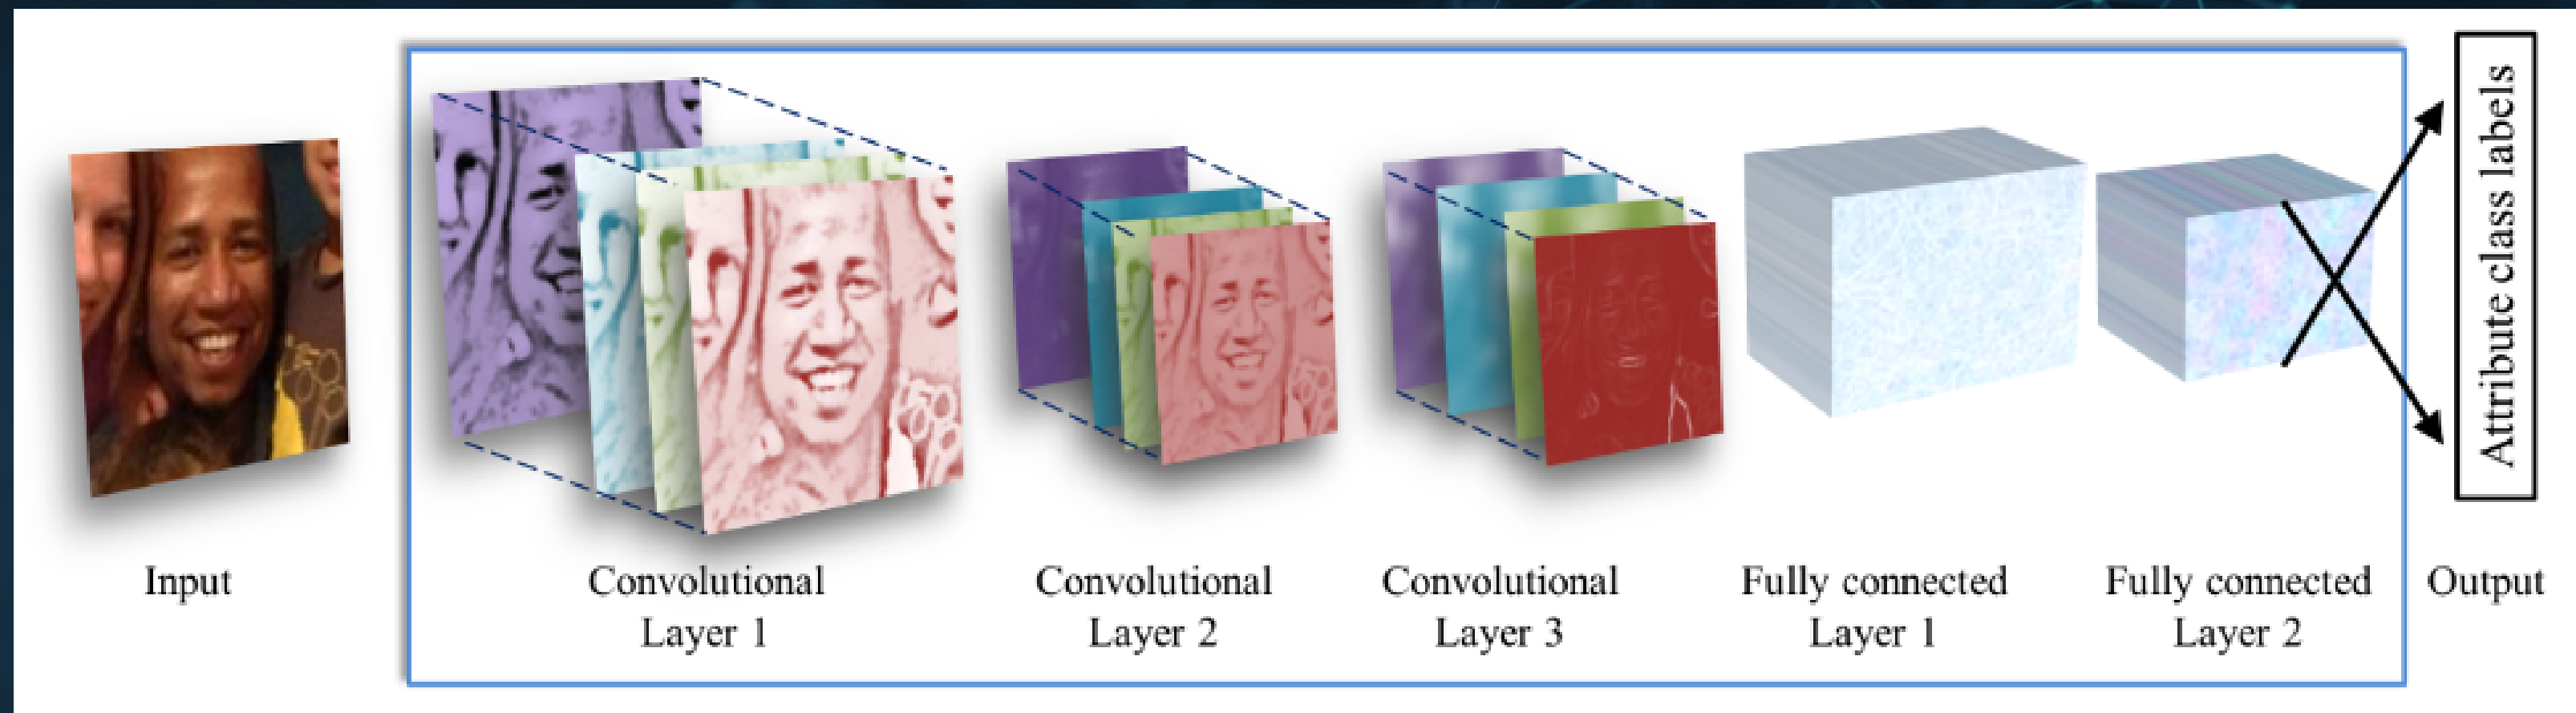 Attribute class labels
Input
Convolutional
Layer 1
Convolutional
Layer 2
Convolutional
Layer 3
Fully connected
Layer 1
Fully connected
Layer 2
Output